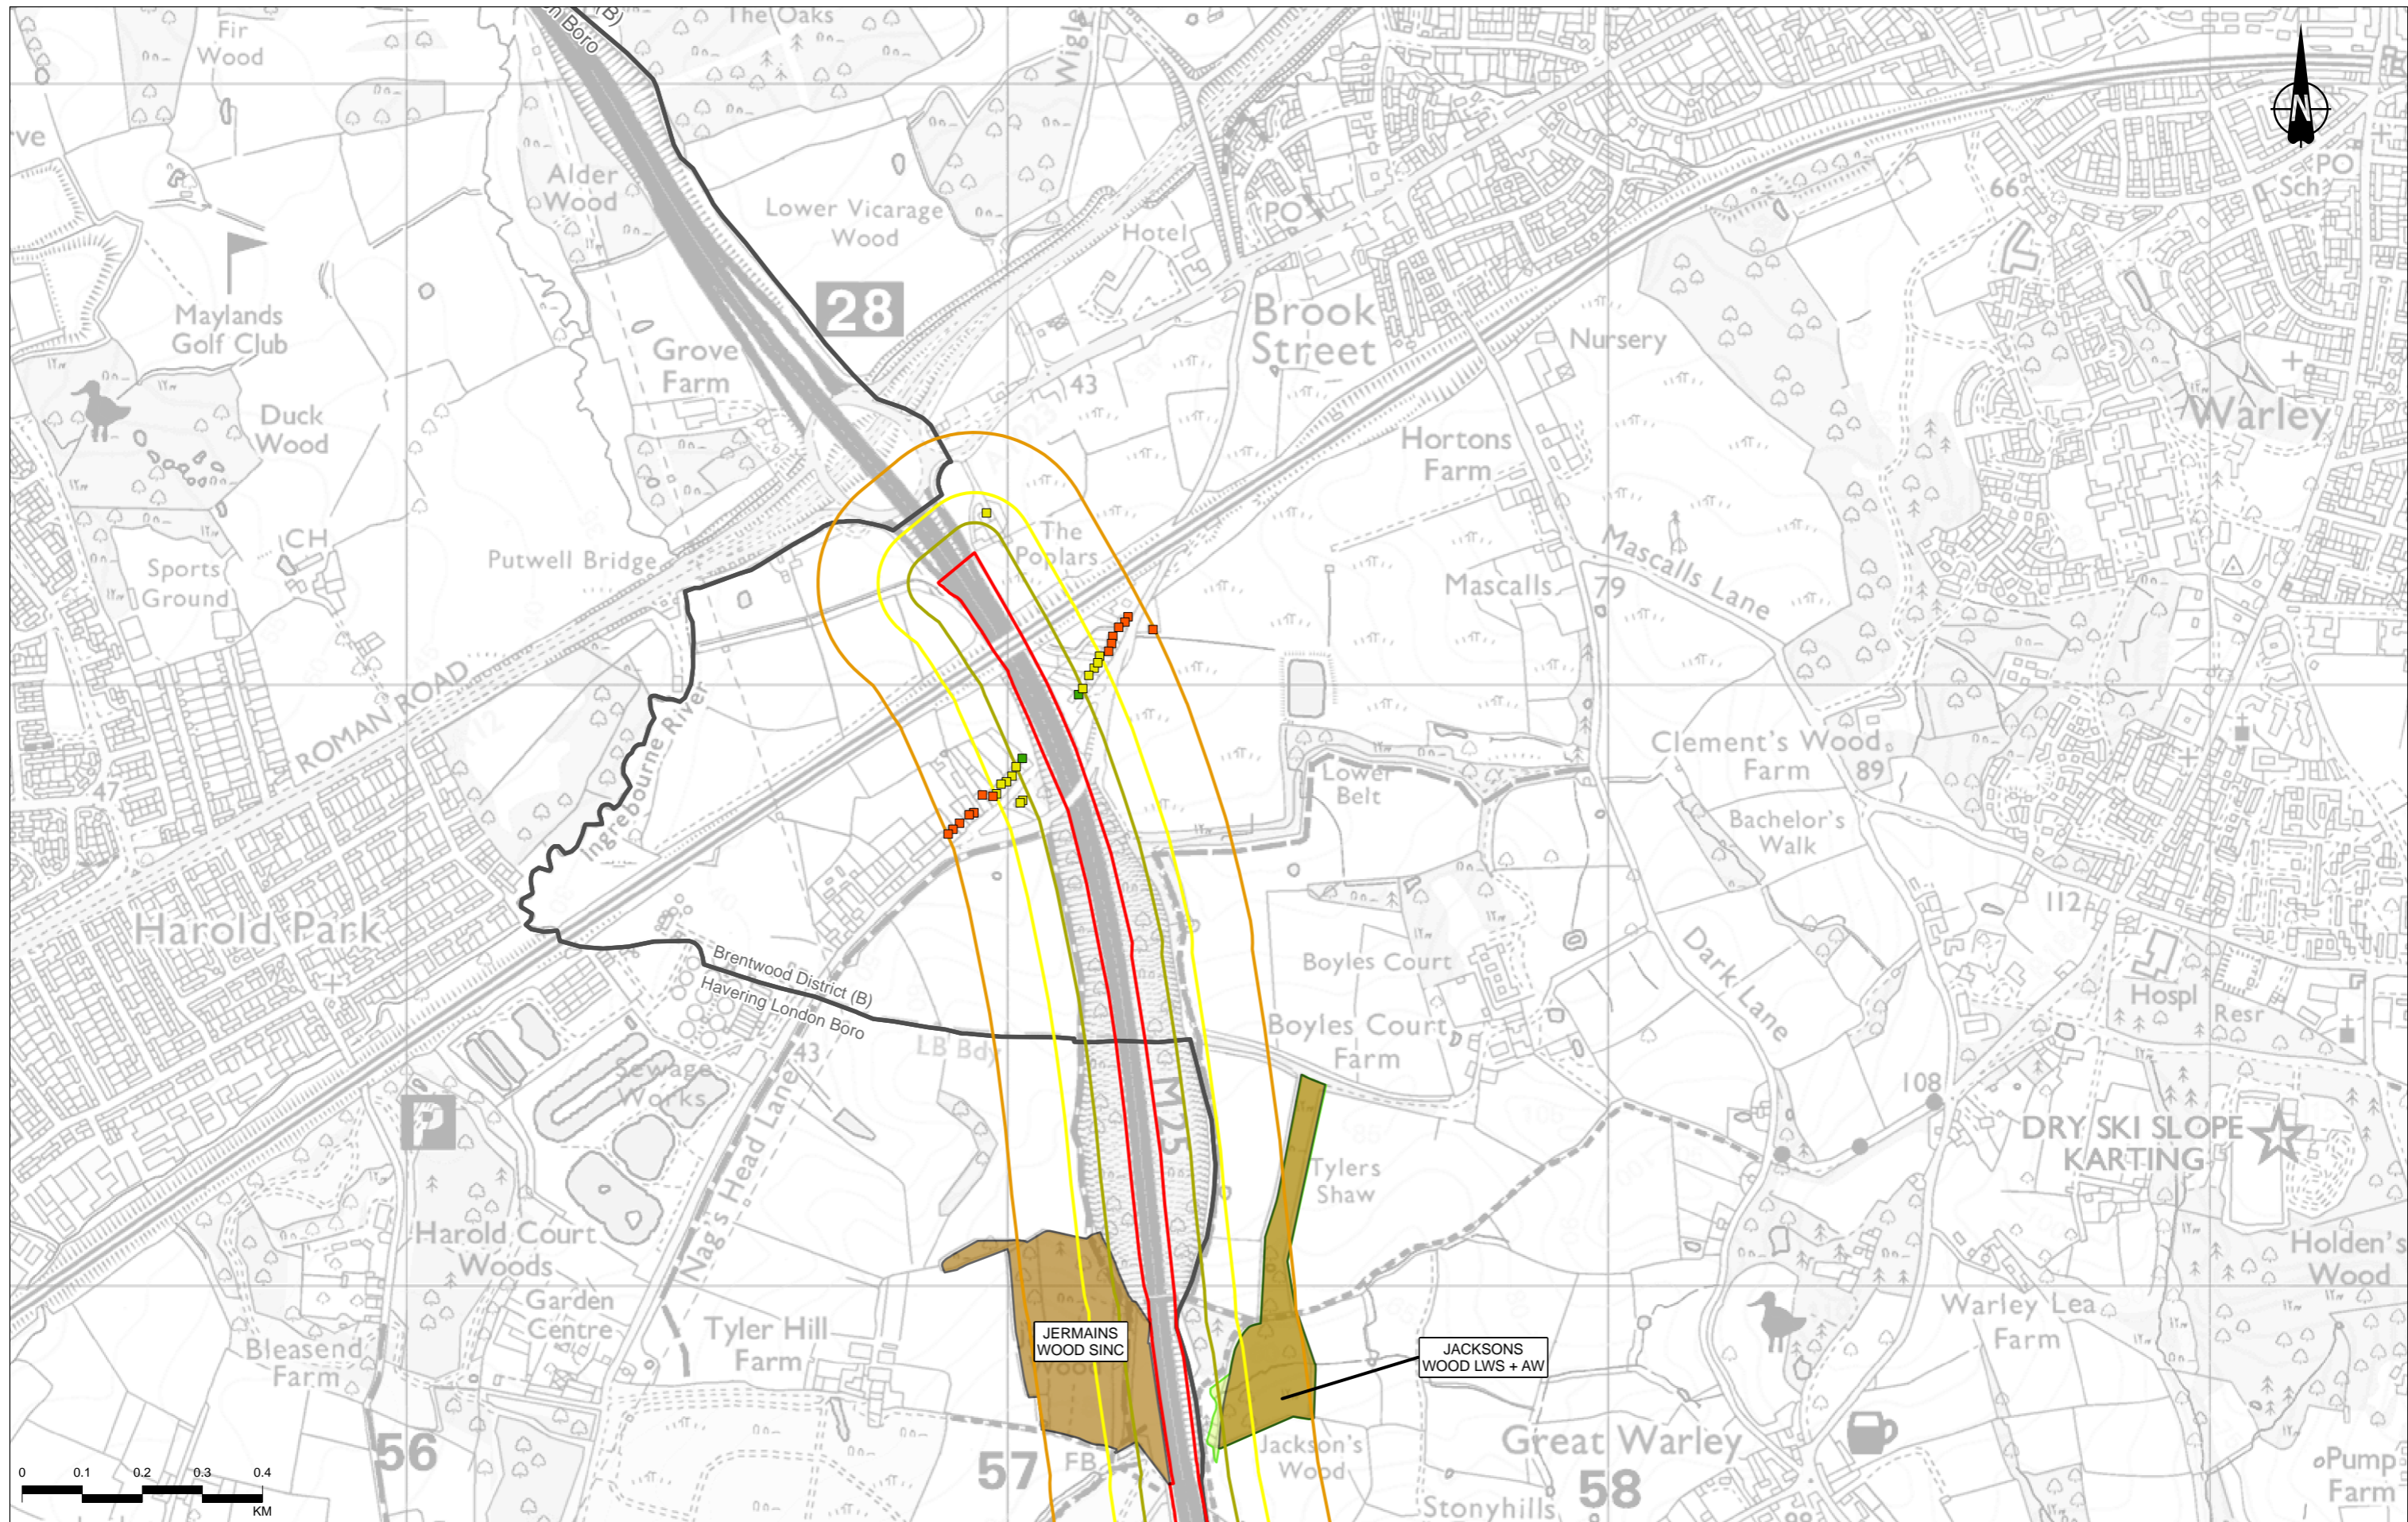 (B)
n Boro
The Oaks
Fir
Wood
Wigle
N
PO
Sch
66
rve
Alder
Wood
Lower Vicarage
Wood
PO
Hotel
28
Maylands
Golf Club
Grove
Farm
Brook
Street
Nursery
43
A 1023
Duck
Wood
Warley
Hortons
Farm
CH
Sports
Ground
Putwell Bridge
The
Poplars
Mascalls
79
Mascalls Lane
ROMAN ROAD
Ingrebourne River
47
Lower
Belt
Clement's Wood
Farm
89
Bachelor's
Walk
112
Harold Park
Brentwood District (B)
Havering London Boro
Boyles Court
Dark Lane
Hospl
Resr
LB Bdy
43
Boyles Court
Farm
Sewage
Works
M25
P
Nag's Head Lane
108
DRY SKI SLOPE
KARTING
Tylers
Shaw
Harold Court
Woods
Holden's
Wood
Garden
Centre
Tyler Hill
Farm
Bleasend
Farm
JERMAINS
WOOD SINC
JACKSONS
WOOD LWS + AW
Warley Lea
Farm
56
57
FB
Jackson's
Wood
Great Warley
58
Stonyhills
Pump
Farm
98
0 0.1 0.2 0.3 0.4
KM